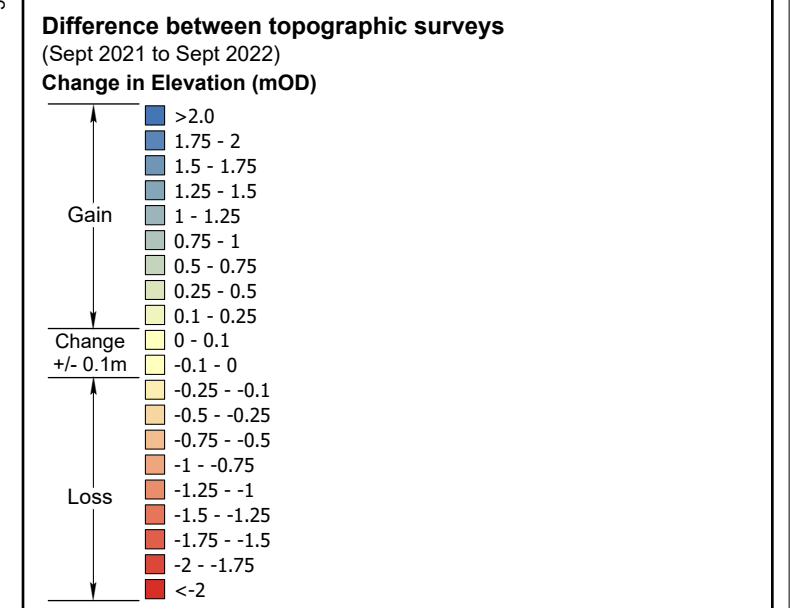 Difference between topographic surveys
(Sept 2021 to Sept 2022)
Change in Elevation (mOD)
>2.0
1.75 - 2
1.5 - 1.75
1.25 - 1.5
Gain
1 - 1.25
0.75 - 1
0.5 - 0.75
0.25 - 0.5
0.1 - 0.25
Change
+/- 0.1m
0 - 0.1
-0.1 - 0
-0.25 - -0.1
-0.5 - -0.25
-0.75 - -0.5
-1 - -0.75
-1.25 - -1
Loss
-1.5 - -1.25
-1.75 - -1.5
-2 - -1.75
<-2